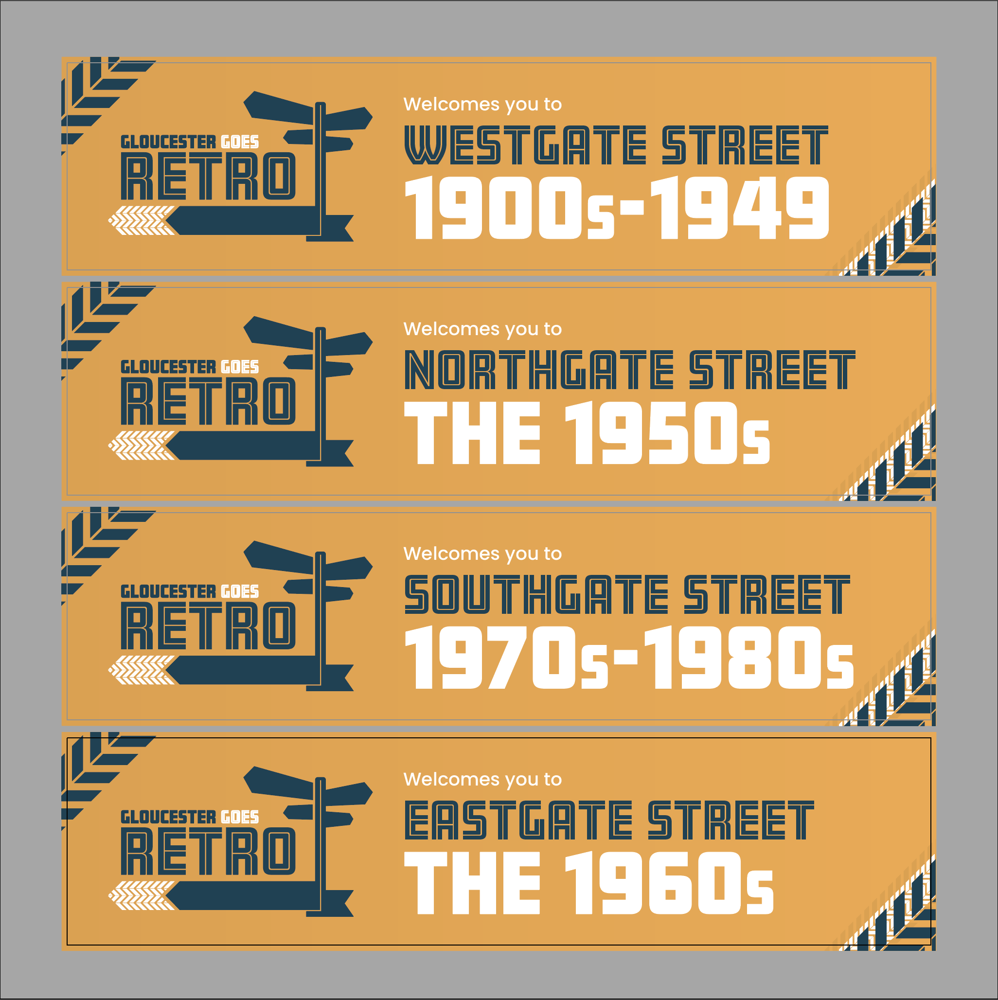 GLOUCESTER GOES
RETRO
Welcomes you to
WESTGATE STREET
1900s-1949
GLOUCESTER GOES
RETRO
Welcomes you to
NORTHGATE STREET
THE 1950s
GLOUCESTER GOES
RETRO
Welcomes you to
SOUTHGATE STREET
1970s-1980s
GLOUCESTER GOES
RETRO
Welcomes you to
EASTGATE STREET
THE 1960s